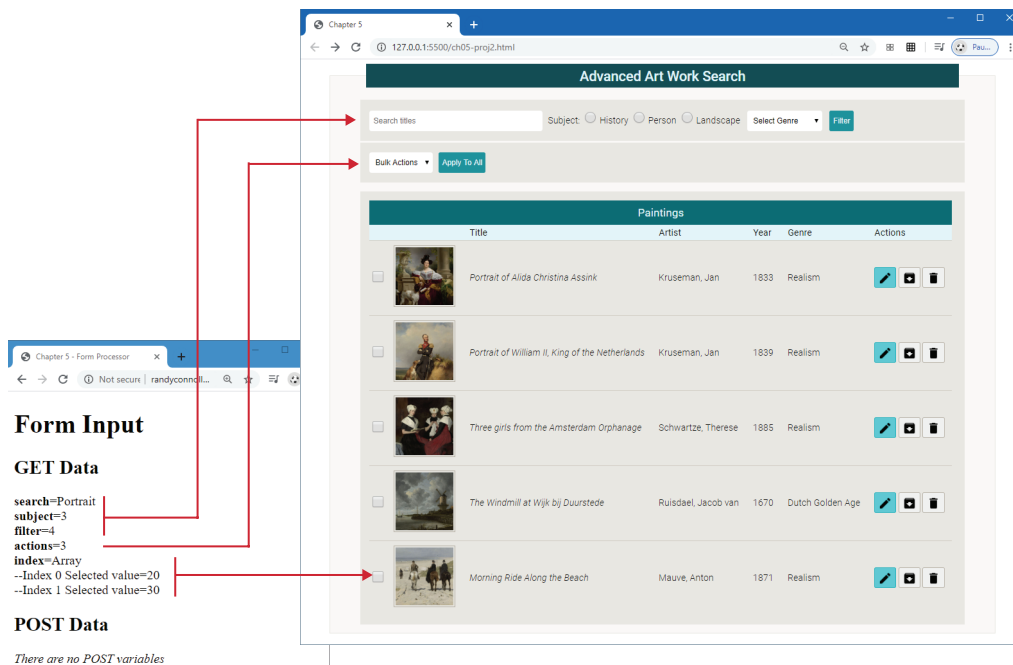 Chapter 5
127.0.0.1:5500/ch05-proj2.html
Pau...
Advanced Art Work Search
Search titles Subject: History Person Landscape Select Genre Filter
Bulk Actions Apply To All
Paintings
Title Artist Year Genre Actions
Portrait of Alida Christina Assink Kruseman, Jan 1833 Realism
Portrait of William II, King of the Netherlands Kruseman, Jan 1839 Realism
Three girls from the Amsterdam Orphanage Schwartze, Therese 1885 Realism
The Windmill at Wijk bij Duurstede Ruisdael, Jacob van 1670 Dutch Golden Age
Morning Ride Along the Beach Mauve, Anton 1871 Realism
Chapter 5 - Form Processor
Not secure randyconnoll...
Form Input
GET Data
search=Portrait
subject=3
filter=4
actions=3
index=Array
--Index 0 Selected value=20
--Index 1 Selected value=30
POST Data
There are no POST variables